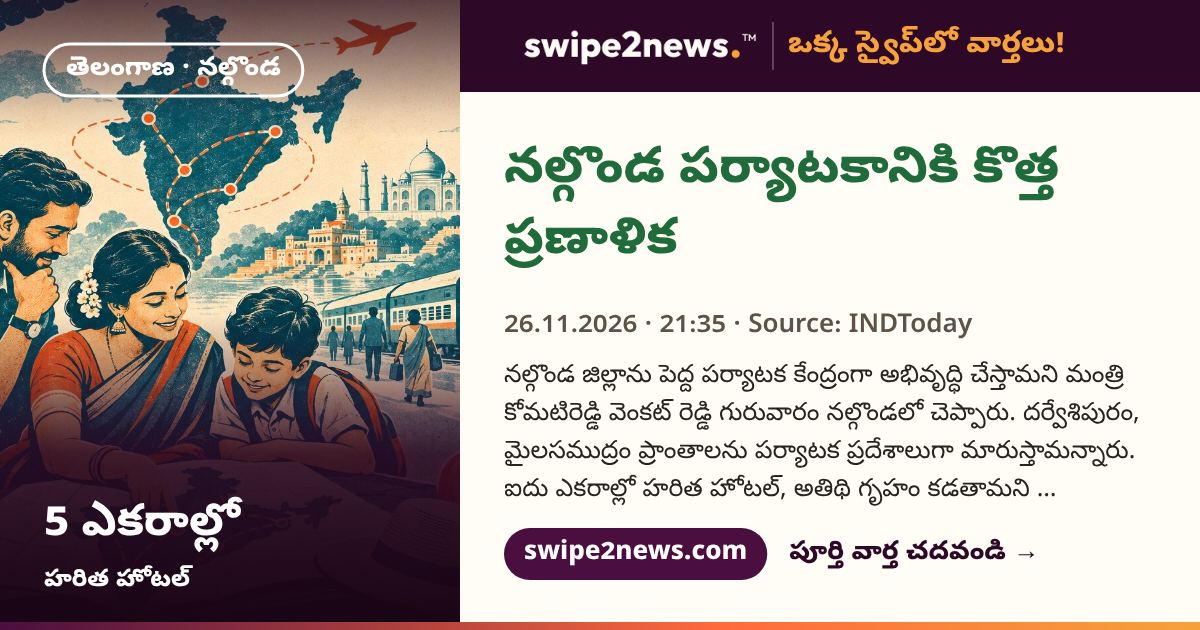 తెలంగాణ · నల్గొండ
5 ఎకరాల్లో
హరిత హోటల్
swipe2news.™ ఒక్క స్వైప్‌లో వార్తలు!
నల్గొండ పర్యాటకానికి కొత్త
ప్రణాళిక
26.11.2026 · 21:35 · Source: INDToday
నల్గొండ జిల్లాను పెద్ద పర్యాటక కేంద్రంగా అభివృద్ధి చేస్తామని మంత్రి
కోమటిరెడ్డి వెంకట్ రెడ్డి గురువారం నల్గొండలో చెప్పారు. దర్వేశిపురం,
మైలసముద్రం ప్రాంతాలను పర్యాటక ప్రదేశాలుగా మారుస్తామన్నారు.
ఐదు ఎకరాల్లో హరిత హోటల్, అతిథి గృహం కడతామని ...
swipe2news.com పూర్తి వార్త చదవండి →